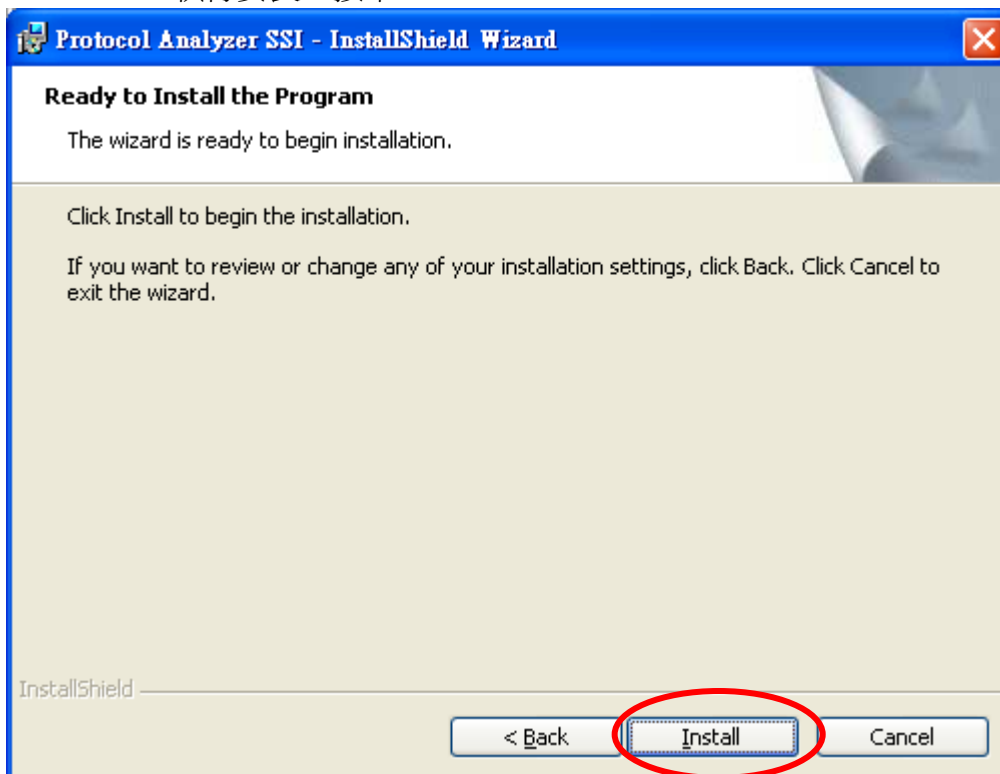 Protocol Analyzer SSI - InstallShield Wizard
Ready to Install the Program
The wizard is ready to begin installation.
Click Install to begin the installation.
If you want to review or change any of your installation settings, click Back. Click Cancel to
exit the wizard.
InstallShield
< Back
Install
Cancel